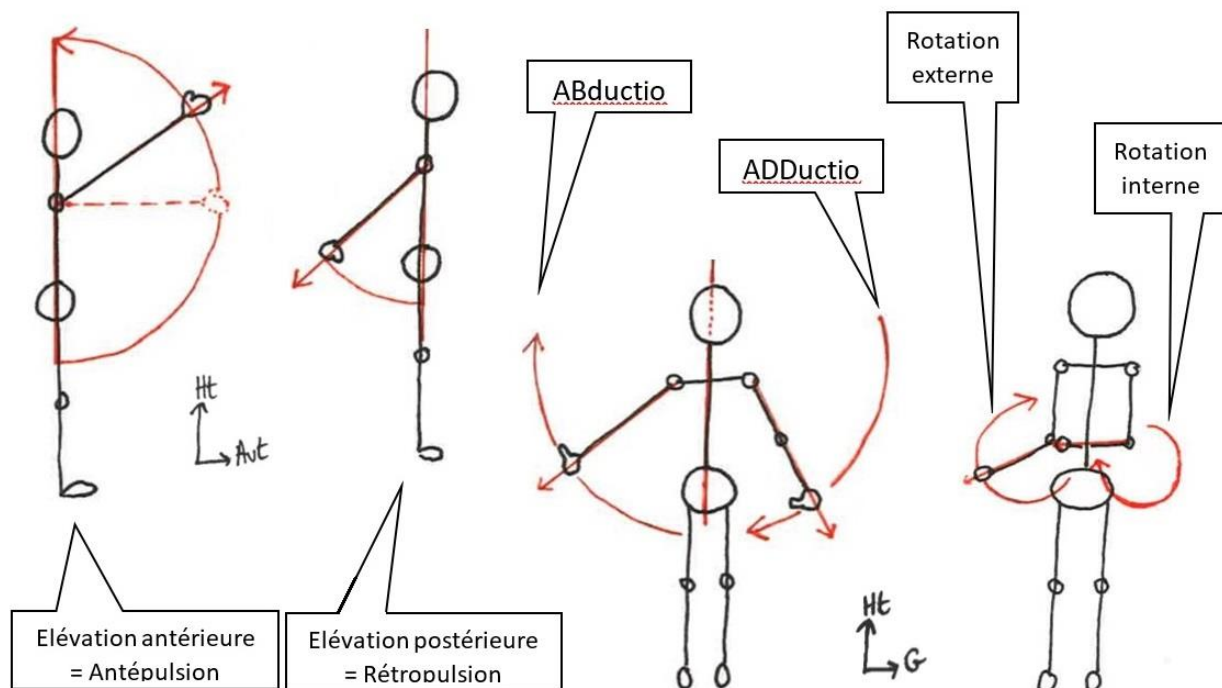 ABductio
ADDuctio
Rotation
externe
Rotation
interne
Ht
Avt
Elévation antérieure
= Antépulsion
Elévation postérieure
= Rétropulsion
Ht
G